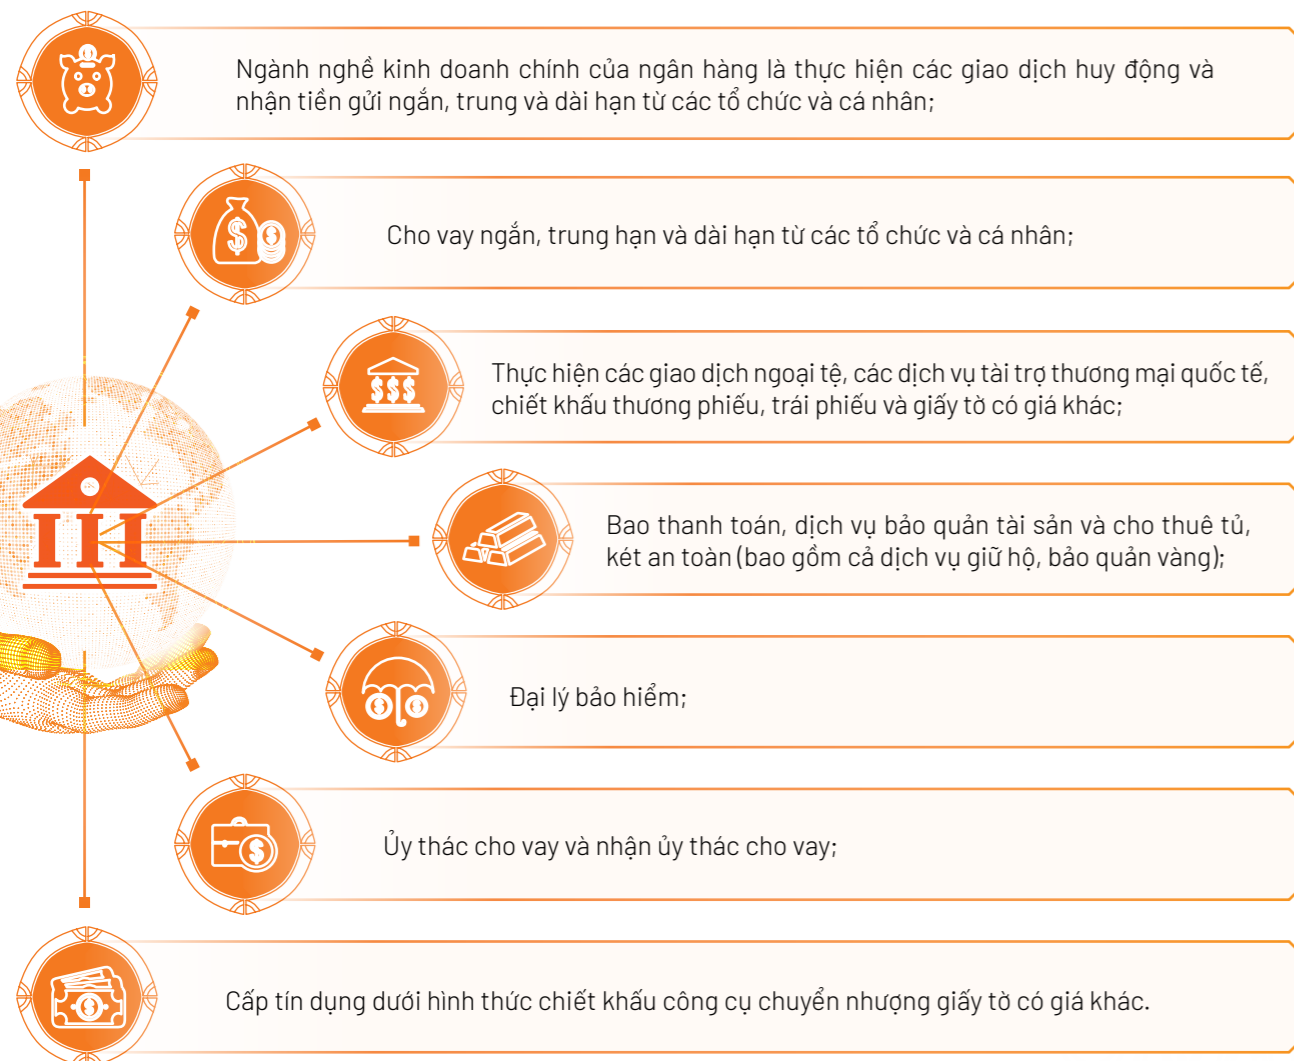 Ngành nghề kinh doanh chính của ngân hàng là thực hiện các giao dịch huy động và
nhận tiền gửi ngắn, trung và dài hạn từ các tổ chức và cá nhân;
Cho vay ngắn, trung hạn và dài hạn từ các tổ chức và cá nhân;
Thực hiện các giao dịch ngoại tệ, các dịch vụ tài trợ thương mại quốc tế,
chiết khấu thương phiếu, trái phiếu và giấy tờ có giá khác;
Bao thanh toán, dịch vụ bảo quản tài sản và cho thuê tủ,
két an toàn (bao gồm cả dịch vụ giữ hộ, bảo quản vàng);
Đại lý bảo hiểm;
Ủy thác cho vay và nhận ủy thác cho vay;
Cấp tín dụng dưới hình thức chiết khấu công cụ chuyển nhượng giấy tờ có giá khác.